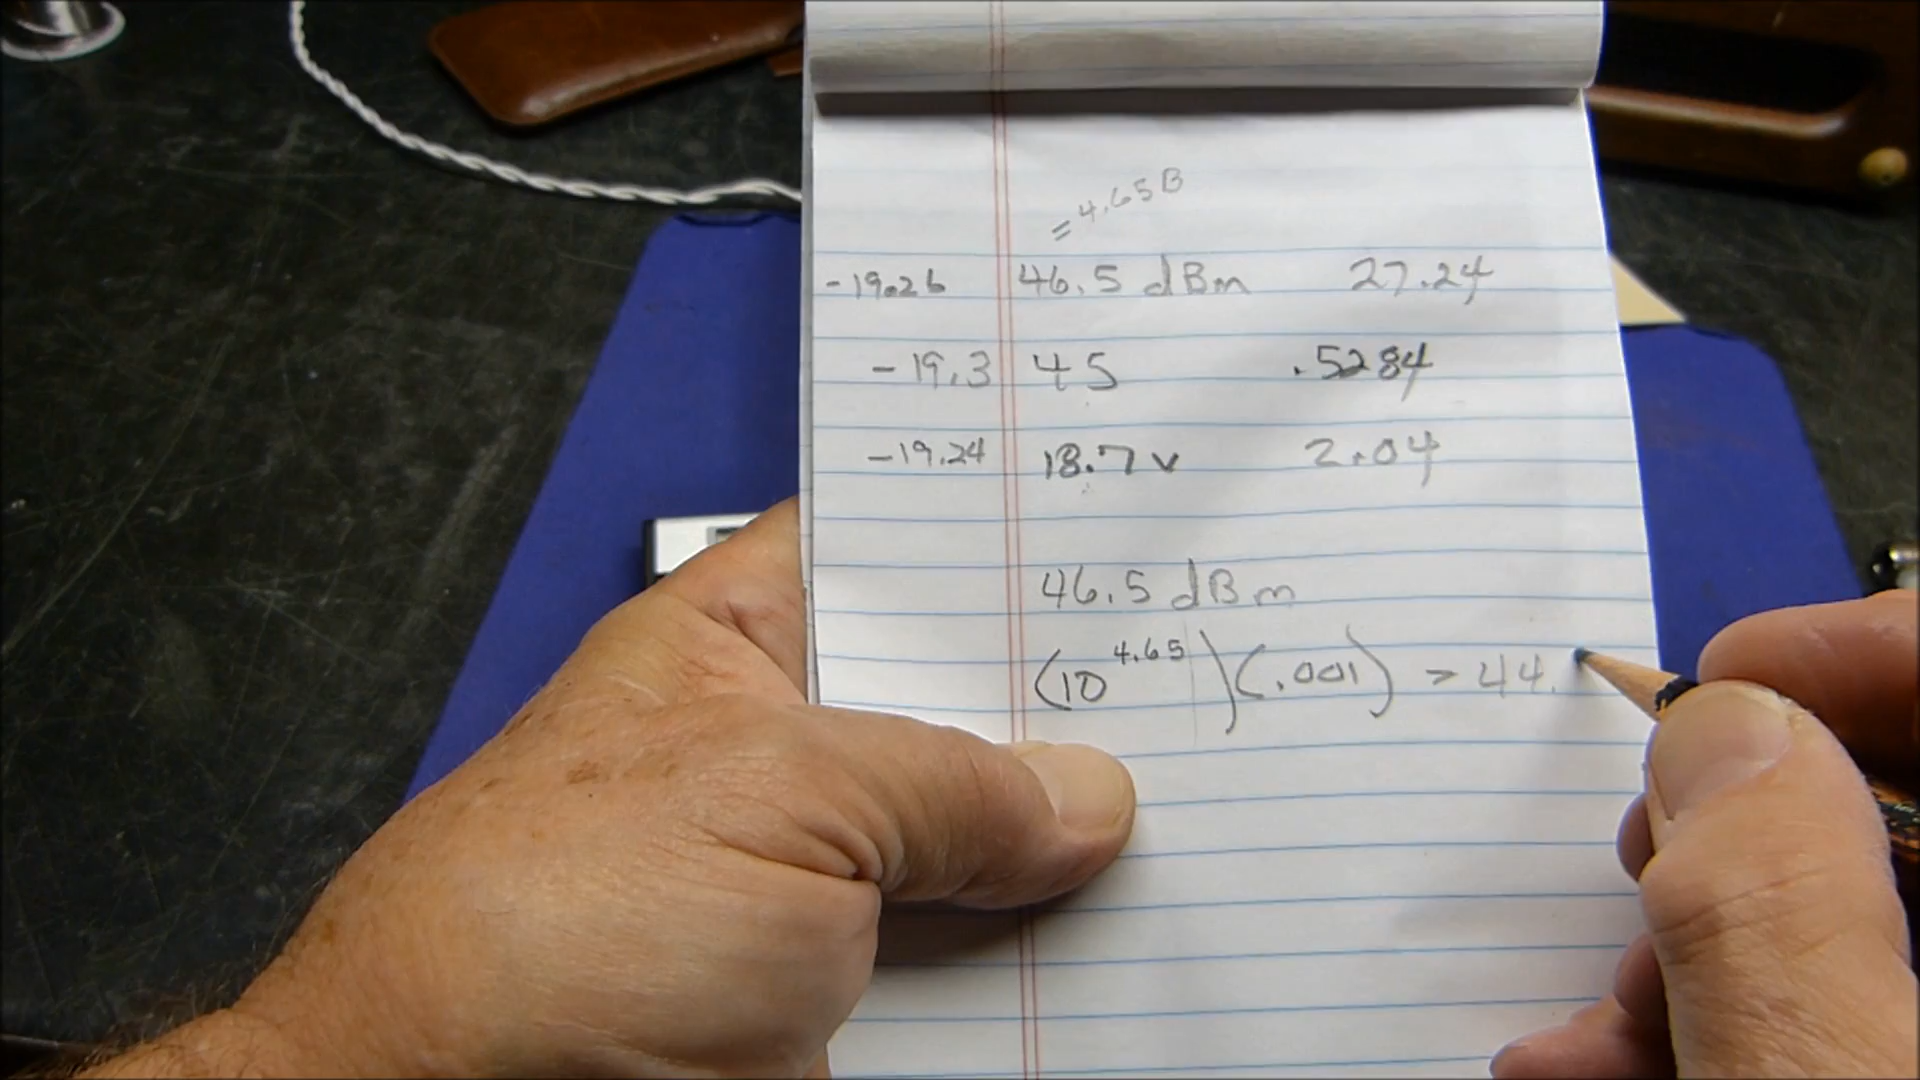 = 4.65 B
-19.26 46.5 dBm 27.24
-19.3 45 .5284
-19.24 18.7 v 2.04
46.5 dBm
(10^4.65)(.001) = 44.